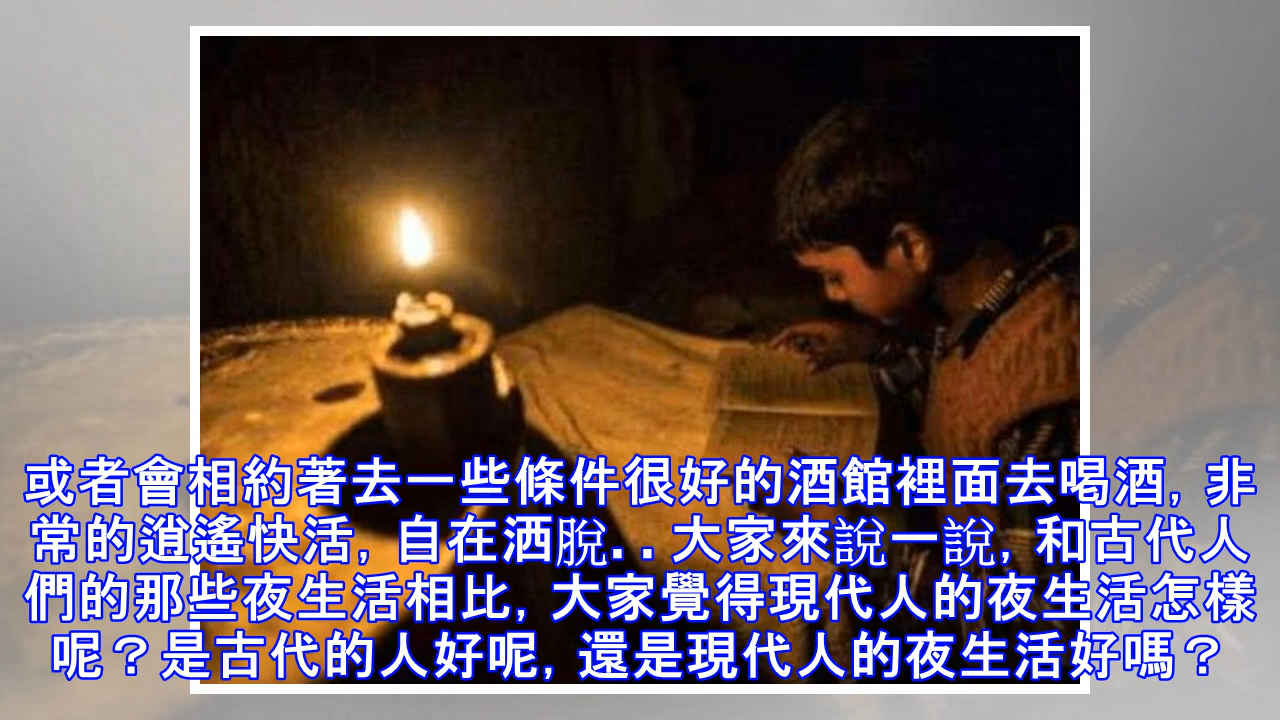 或者會相約著去一些條件很好的酒館裡面去喝酒, 非
常的逍遙快活, 自在洒脫. . 大家來說一說, 和古代人
們的那些夜生活相比, 大家覺得現代人的夜生活怎樣
呢？是古代的人好呢, 還是現代人的夜生活好嗎？